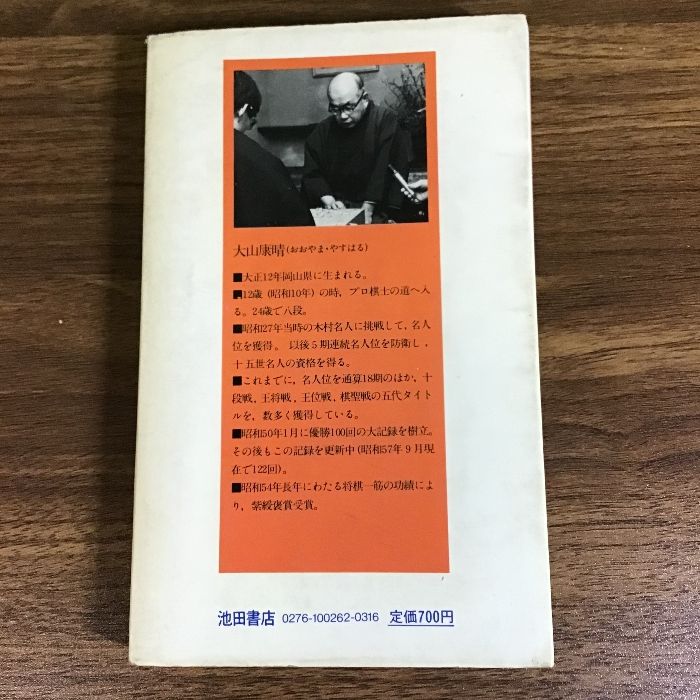 大山康晴(おおやま・やすはる)
■大正12年岡山県に生まれる。
■12歳(昭和10年)の時，プロ棋士の道へ入
る。24歳で八段。
■昭和27年当時の木村名人に挑戦して，名人
位を獲得。以後5期連続名人位を防衛し，
十五世名人の資格を得る。
■これまでに，名人位を通算18期のほか，十
段戦，王将戦，王位戦，棋聖戦の五代タイト
ルを，数多く獲得している。
■昭和50年1月に優勝100回の大記録を樹立。
その後もこの記録を更新中(昭和57年9月現
在で122回)。
■昭和54年長年にわたる将棋一筋の功績によ
り，紫綬褒賞受賞。
池田書店 0276-100262-0316 定価700円